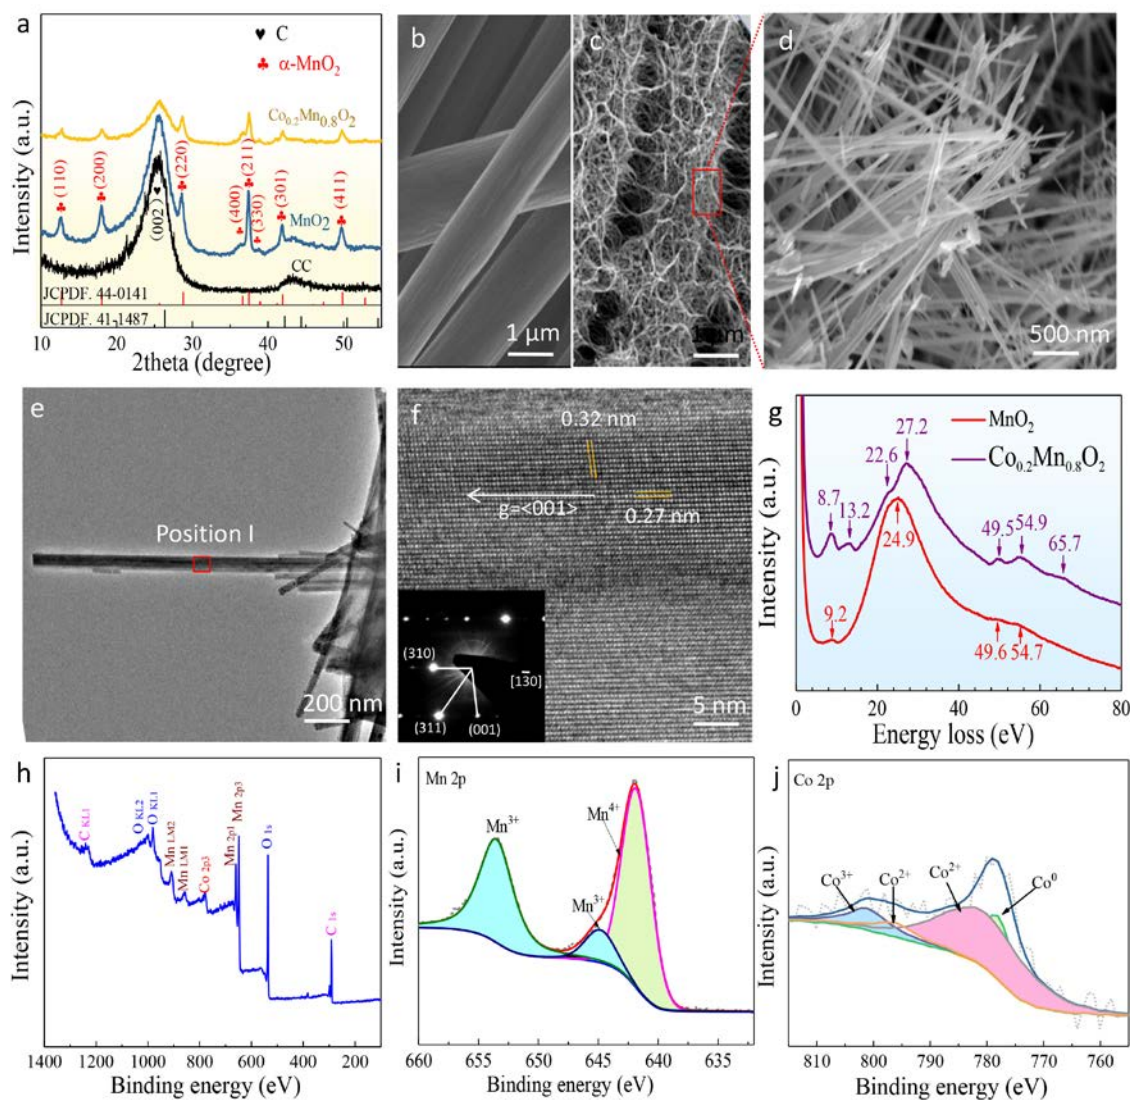 a
♥ C
♣ α-MnO2
Co0.2Mn0.8O2
(110)
(200)
(002)
(220)
(400)
(211)
(330)
(301)
(411)
MnO2
CC
JCPDF. 44-0141
JCPDF. 41-1487
10 20 30 40 50
2theta (degree)
Intensity (a.u.)
b
1 μm
c
d
500 nm
e
Position I
200 nm
f
0.32 nm
g=<001>
0.27 nm
(310)
[1-30]
(311)
(001)
5 nm
g
MnO2
Co0.2Mn0.8O2
27.2
22.6
8.7
13.2
24.9
49.5
54.9
65.7
9.2
49.6
54.7
0 20 40 60 80
Energy loss (eV)
Intensity (a.u.)
h
C KL1
O KL2
O KL1
Mn LM2
Mn LM1
Co 2p3
Mn 2p1
Mn 2p3
O 1s
C 1s
1400 1200 1000 800 600 400 200
Binding energy (eV)
Intensity (a.u.)
i
Mn 2p
Mn3+
Mn4+
Mn3+
660 655 650 645 640 635
Binding energy (eV)
Intensity (a.u.)
j
Co 2p
Co3+
Co2+
Co2+
Co0
810 800 790 780 770 760
Binding energy (eV)
Intensity (a.u.)